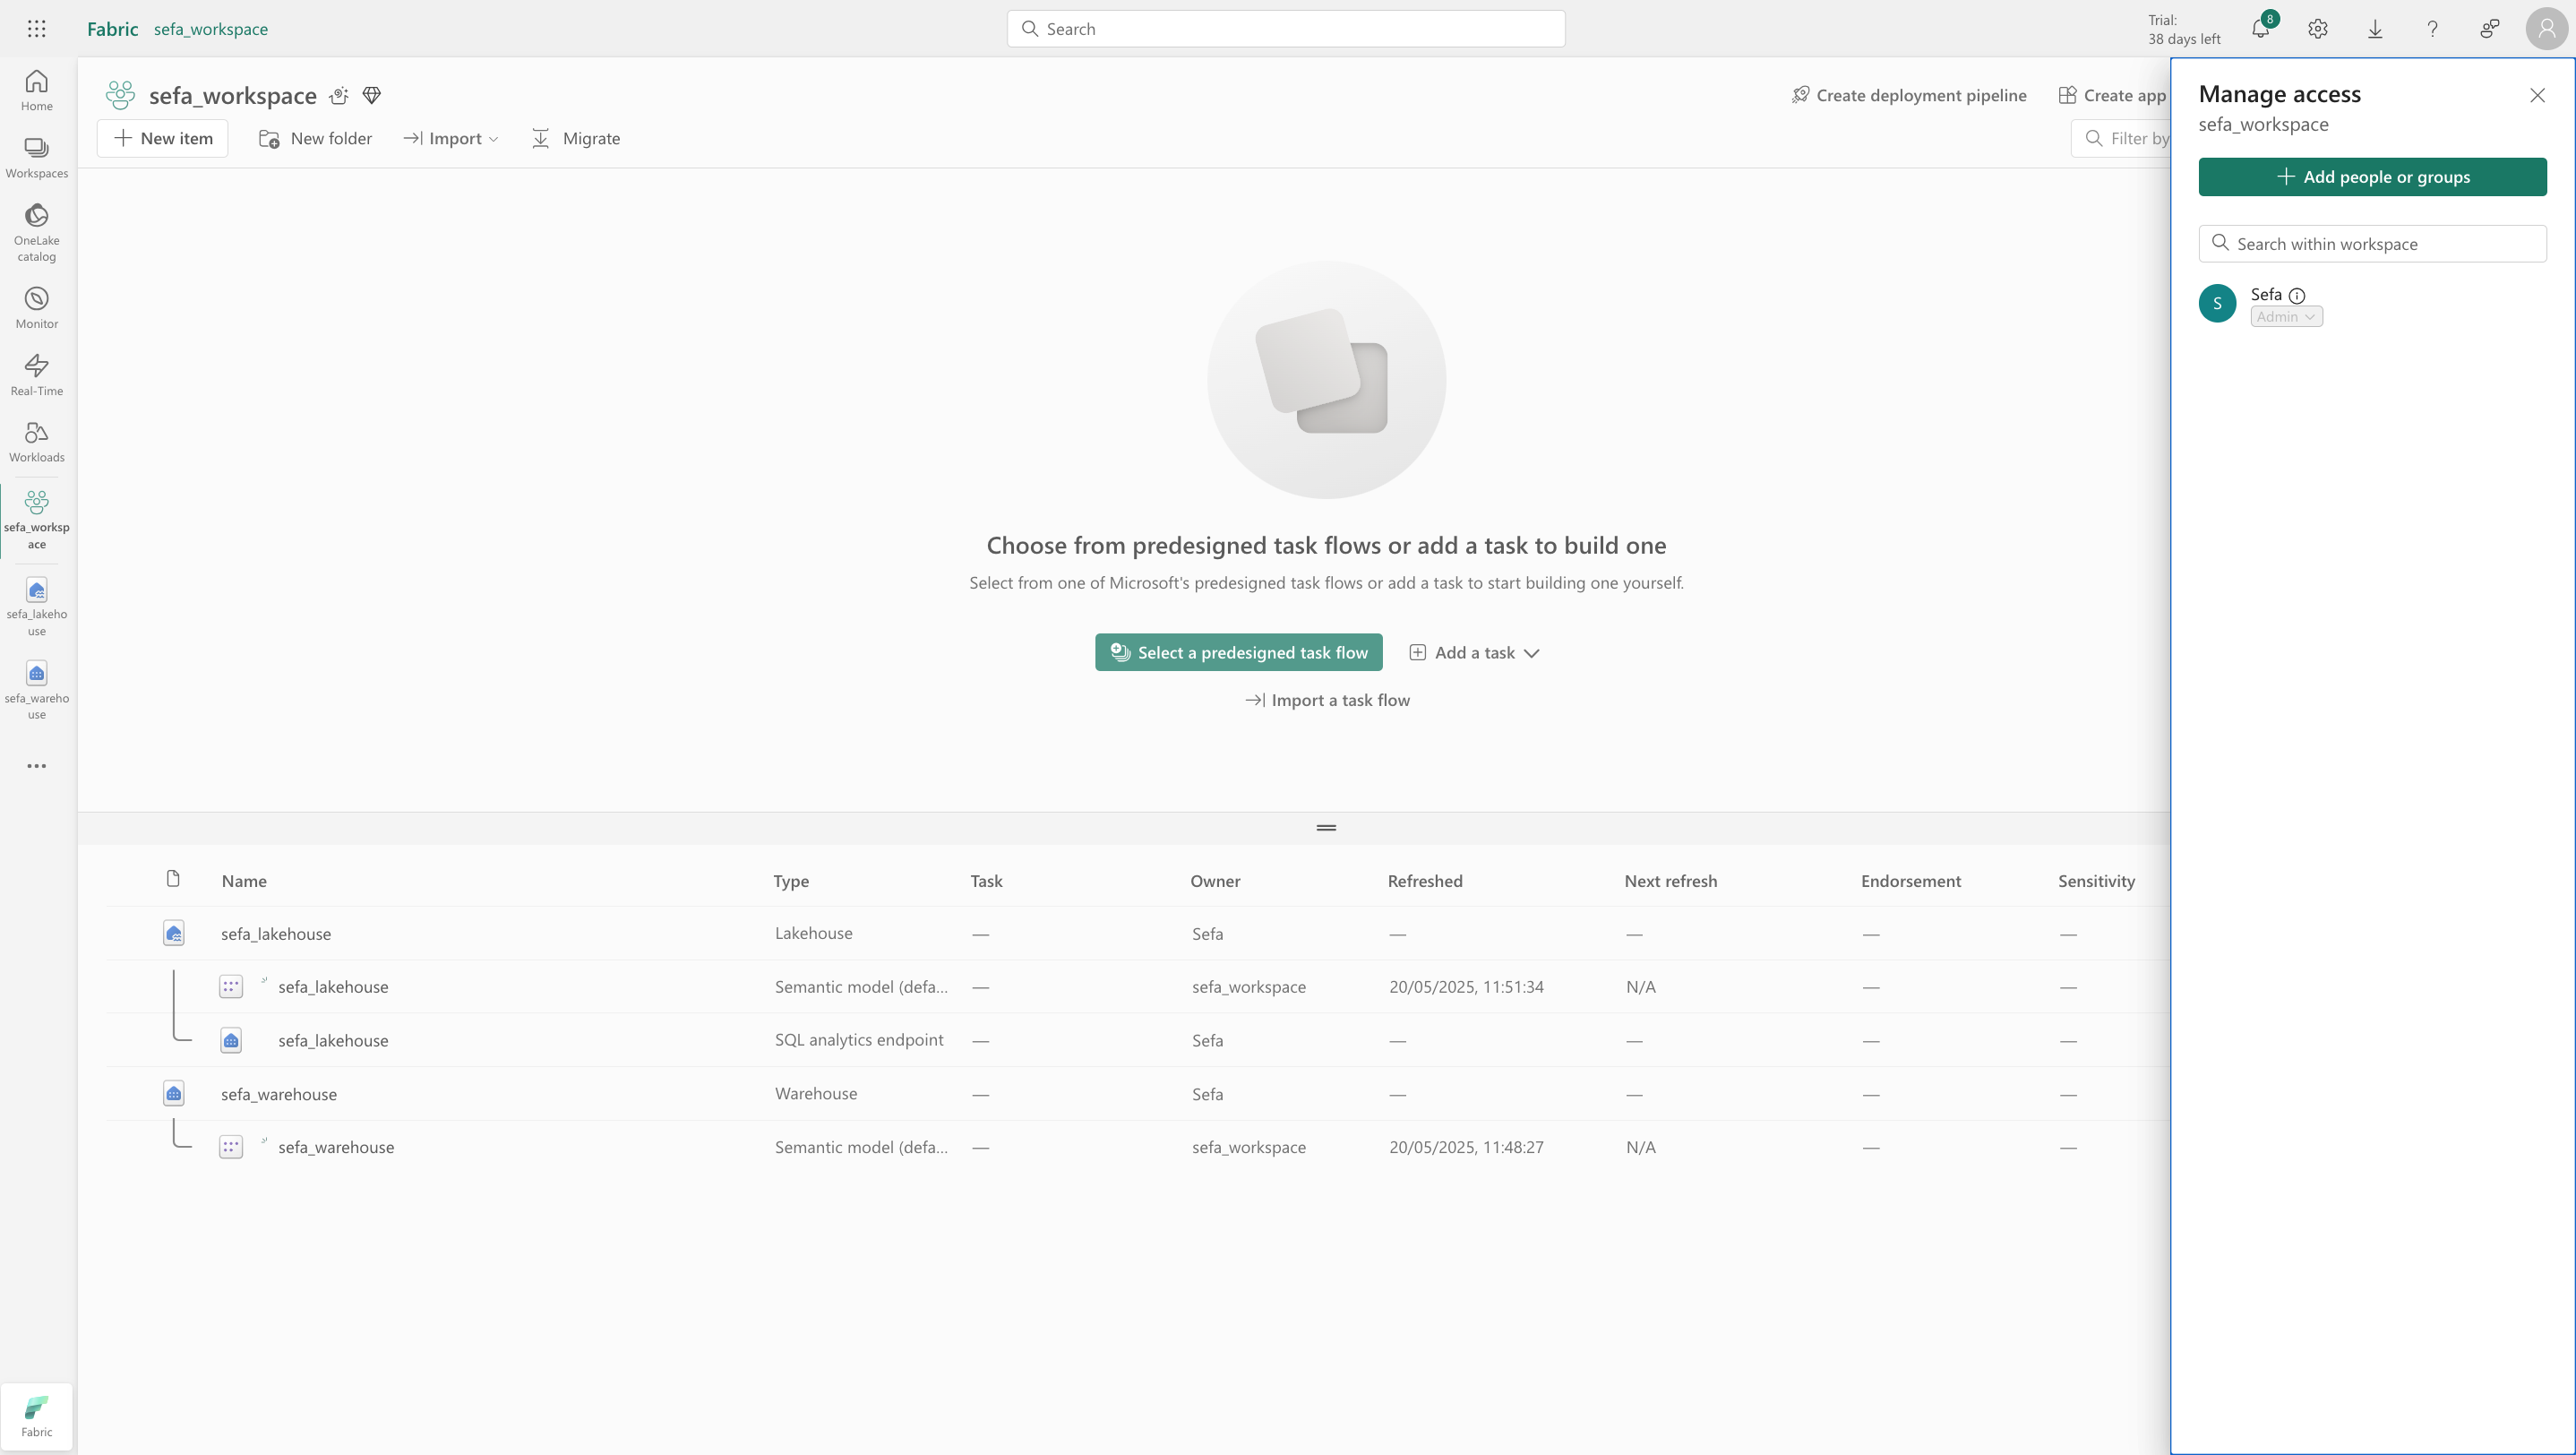 Fabric sefa_workspace
Search
Trial:
38 days left
8
Home
Workspaces
OneLake
catalog
Monitor
Real-Time
Workloads
sefa_worksp
ace
sefa_lakeho
use
sefa_wareho
use
Fabric
sefa_workspace
Create deployment pipeline
Create app
New item
New folder
Import
Migrate
Filter by
Choose from predesigned task flows or add a task to build one
Select from one of Microsoft's predesigned task flows or add a task to start building one yourself.
Select a predesigned task flow
Add a task
Import a task flow
Name Type Task Owner Refreshed Next refresh Endorsement Sensitivity
sefa_lakehouse Lakehouse — Sefa — — — —
sefa_lakehouse Semantic model (defa... — sefa_workspace 20/05/2025, 11:51:34 N/A — —
sefa_lakehouse SQL analytics endpoint — Sefa — — — —
sefa_warehouse Warehouse — Sefa — — — —
sefa_warehouse Semantic model (defa... — sefa_workspace 20/05/2025, 11:48:27 N/A — —
Manage access
sefa_workspace
Add people or groups
Search within workspace
S
Sefa
Admin